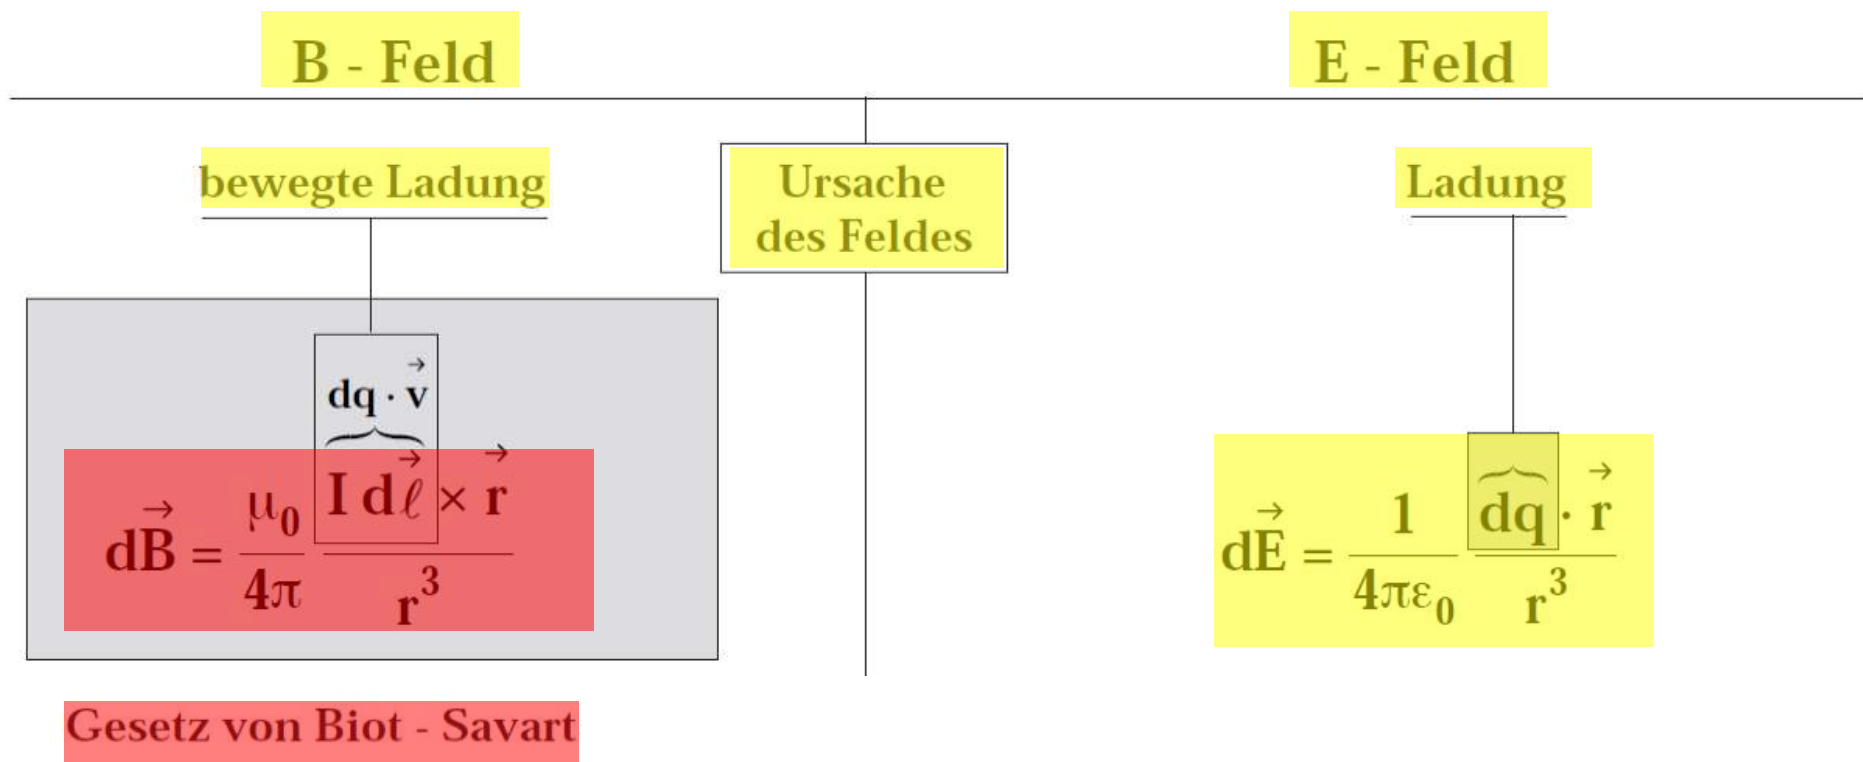 B - Feld
E - Feld
bewegte Ladung
Ursache
des Feldes
Ladung
dq · v⃗
dB⃗ = μ₀/4π I dℓ⃗ × r⃗ / r³
dE⃗ = 1/4πε₀ dq · r⃗ / r³
Gesetz von Biot - Savart